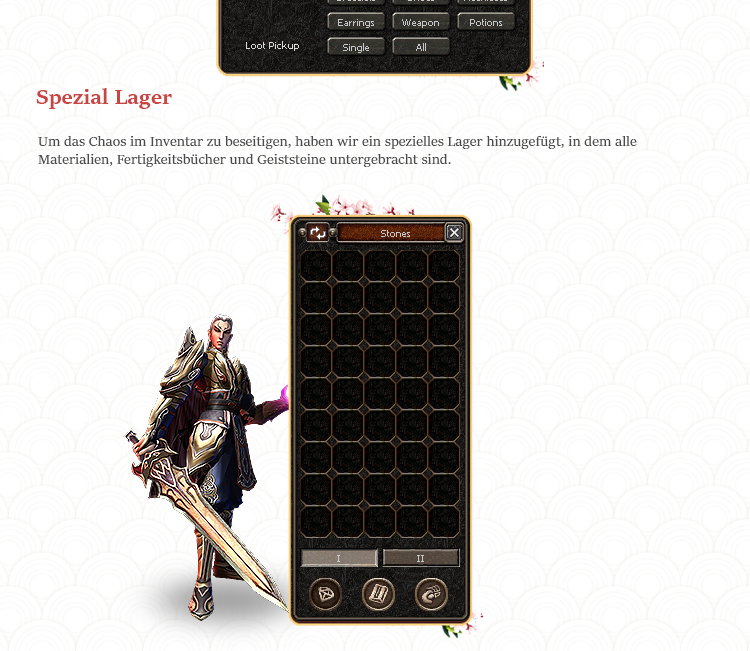 Earrings Weapon Potions
Loot Pickup Single All
Spezial Lager
Um das Chaos im Inventar zu beseitigen, haben wir ein spezielles Lager hinzugefügt, in dem alle
Materialien, Fertigkeitsbücher und Geiststeine untergebracht sind.
Stones
I II